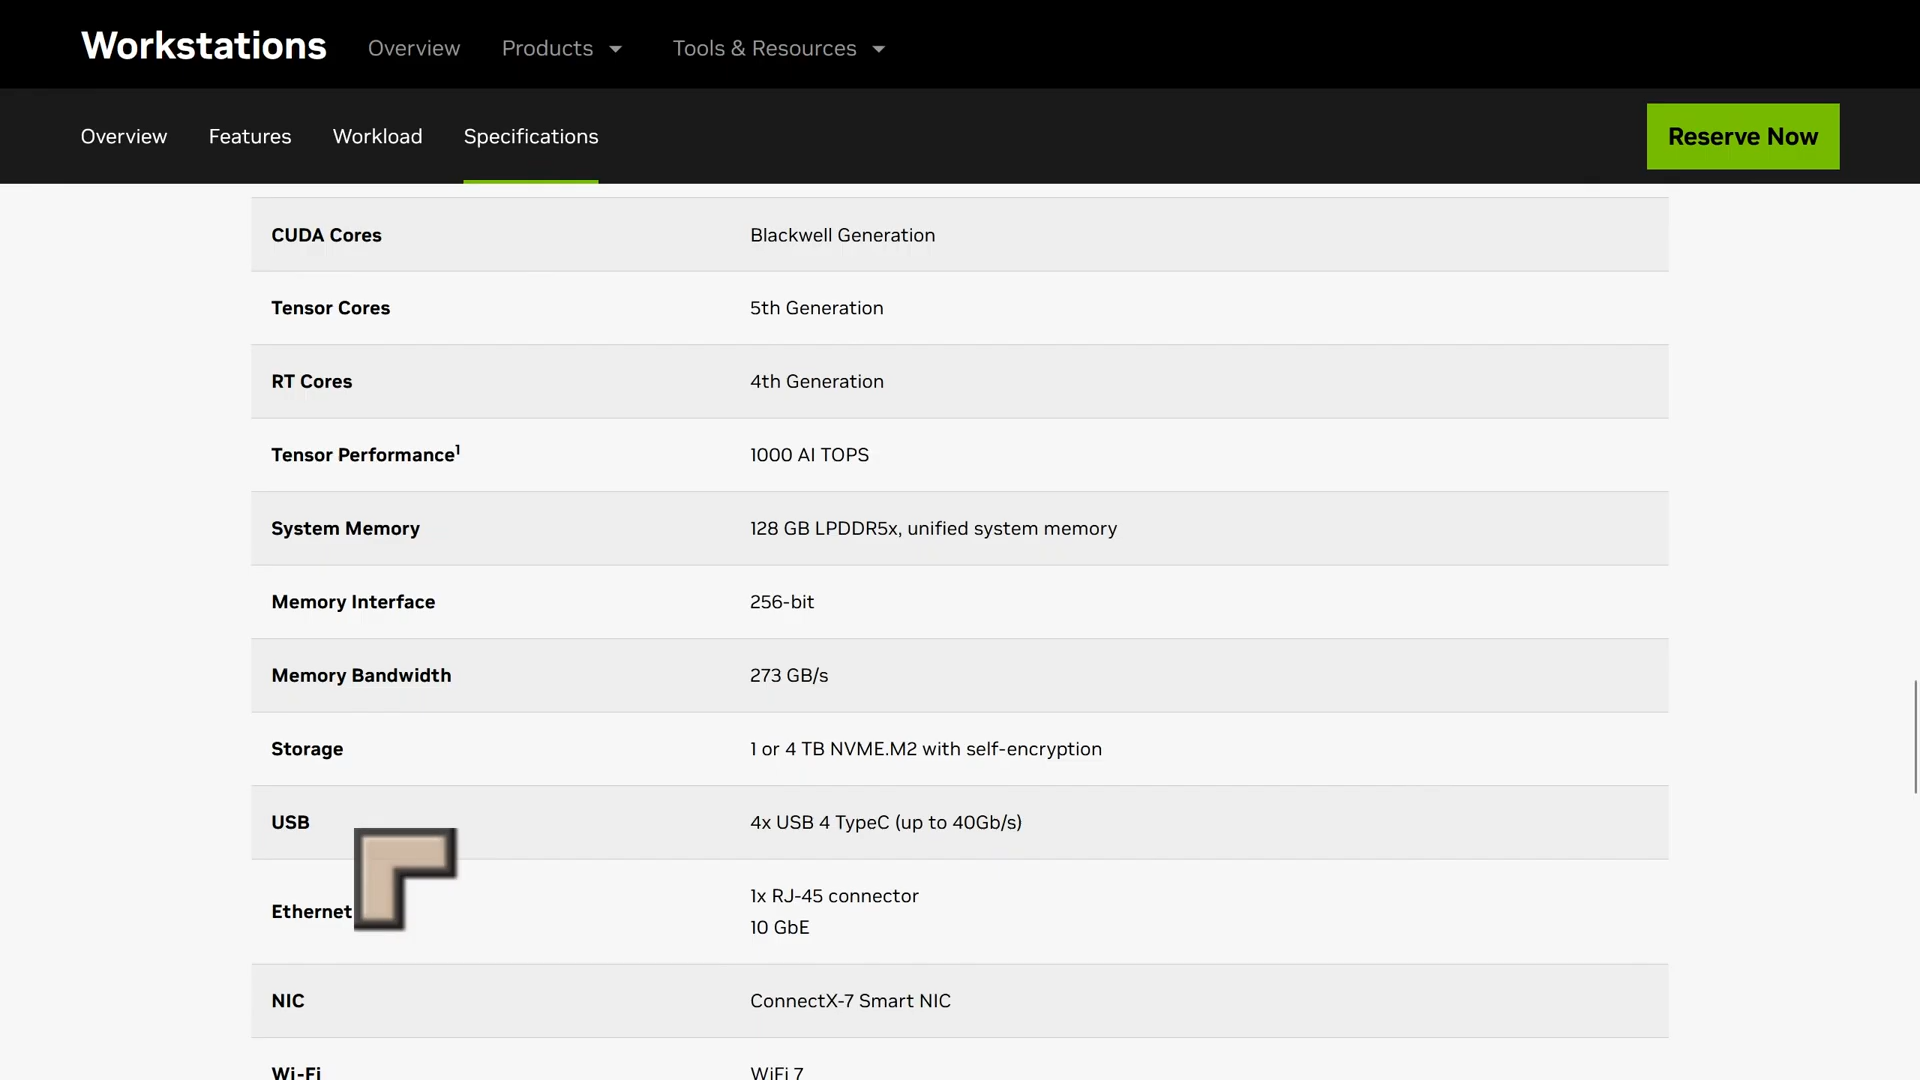 Workstations Overview Products Tools & Resources
Overview Features Workload Specifications Reserve Now
CUDA Cores Blackwell Generation
Tensor Cores 5th Generation
RT Cores 4th Generation
Tensor Performance¹ 1000 AI TOPS
System Memory 128 GB LPDDR5x, unified system memory
Memory Interface 256-bit
Memory Bandwidth 273 GB/s
Storage 1 or 4 TB NVME.M2 with self-encryption
USB 4x USB 4 TypeC (up to 40Gb/s)
Ethernet 1x RJ-45 connector
10 GbE
NIC ConnectX-7 Smart NIC
Wi-Fi WiFi 7